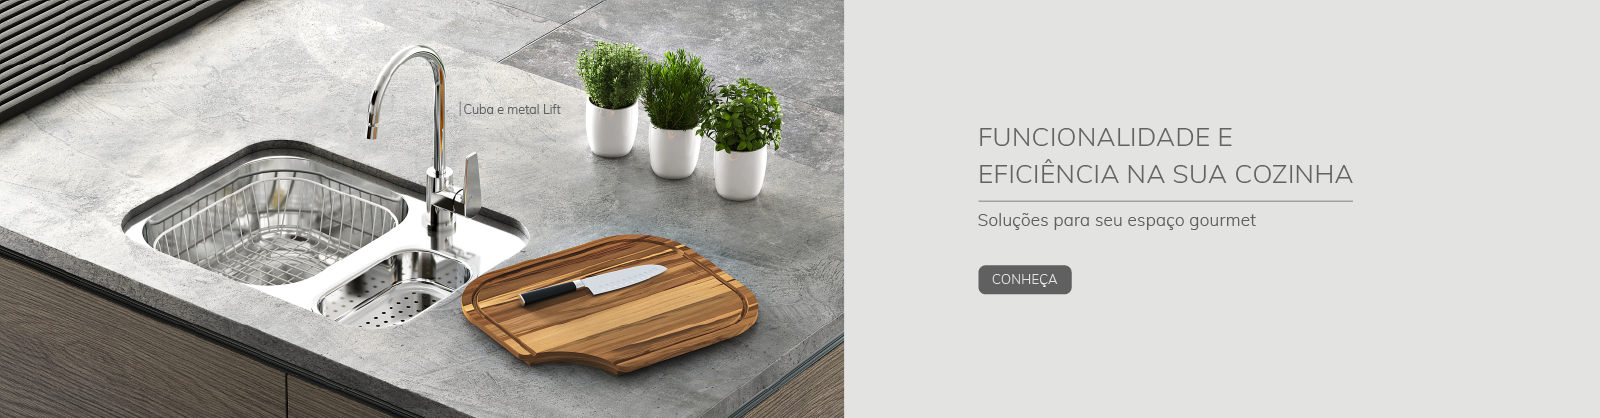 Cuba e metal Lift
FUNCIONALIDADE E
EFICIÊNCIA NA SUA COZINHA
Soluções para seu espaço gourmet
CONHEÇA